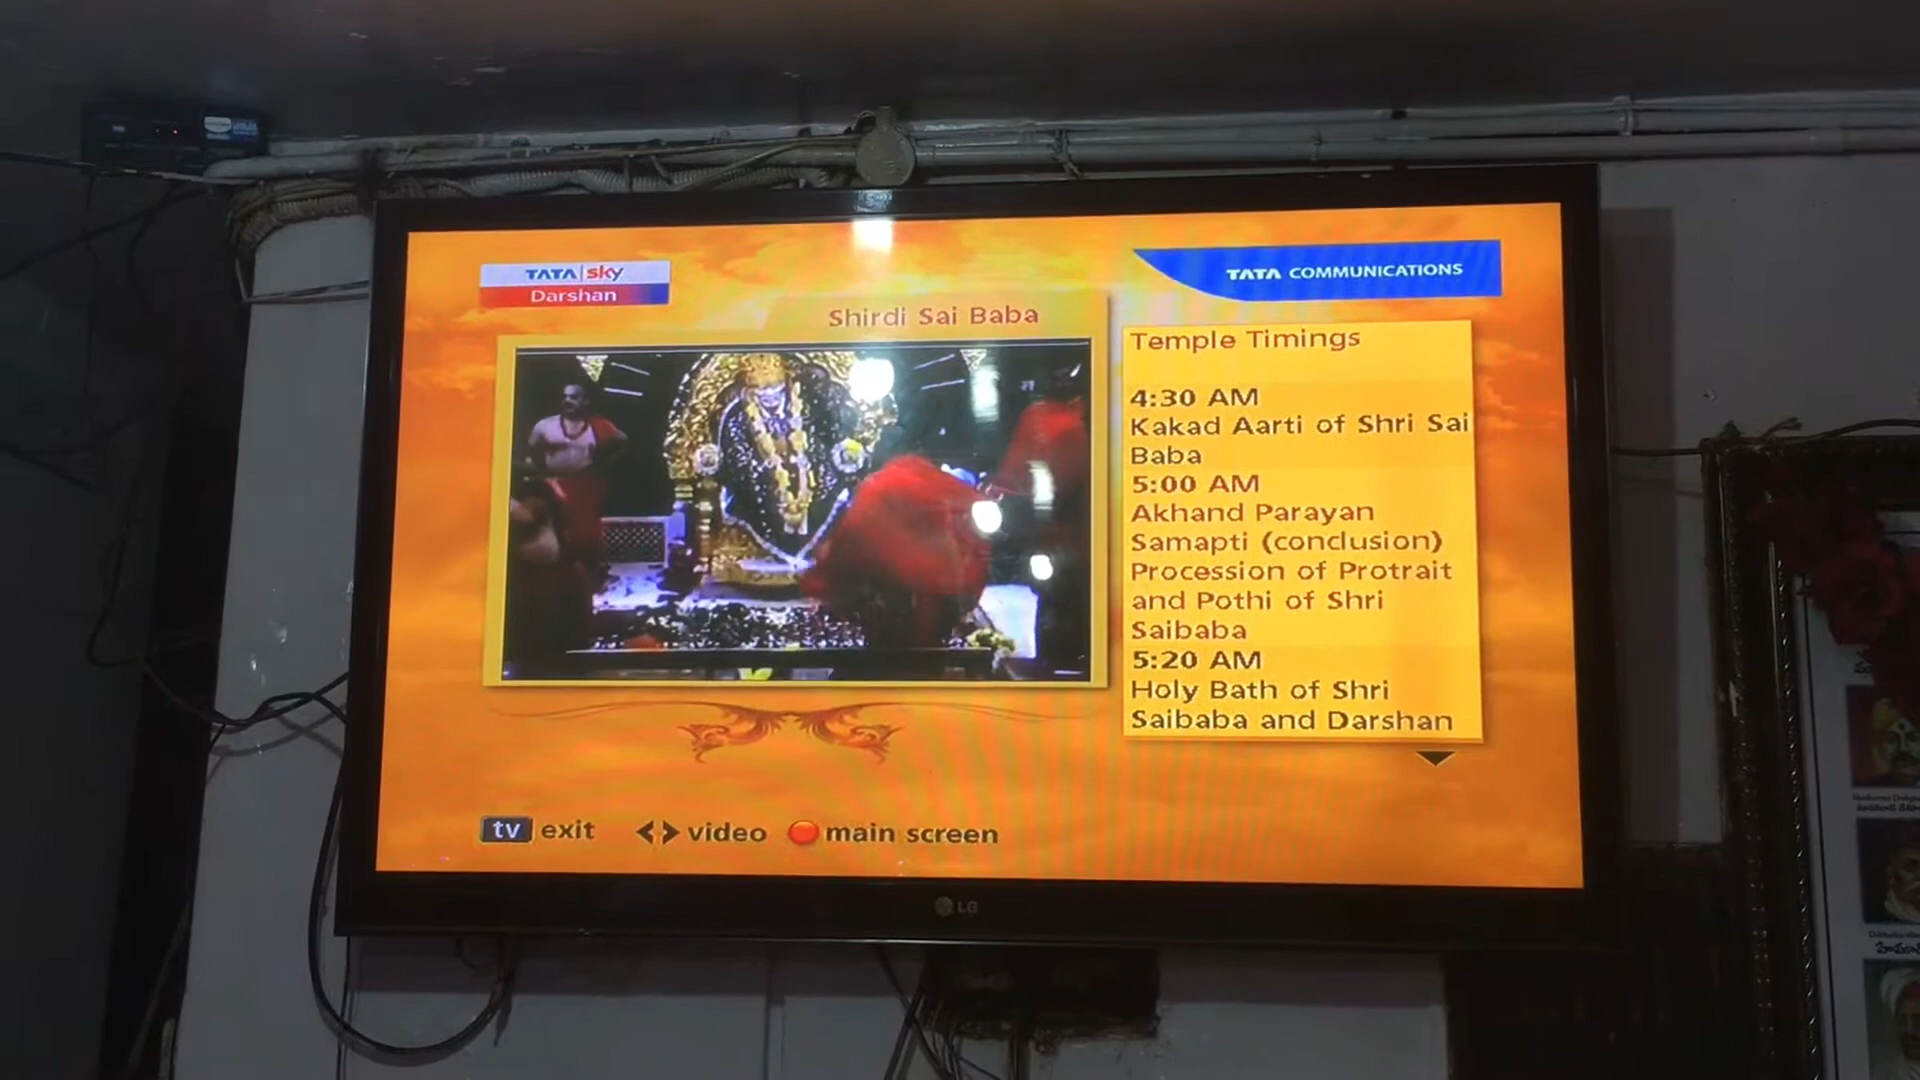 TATA sky
Darshan
TATA COMMUNICATIONS
Shirdi Sai Baba
Temple Timings
4:30 AM
Kakad Aarti of Shri Sai
Baba
5:00 AM
Akhand Parayan
Samapti (conclusion)
Procession of Protrait
and Pothi of Shri
Saibaba
5:20 AM
Holy Bath of Shri
Saibaba and Darshan
tv exit <> video main screen
LG